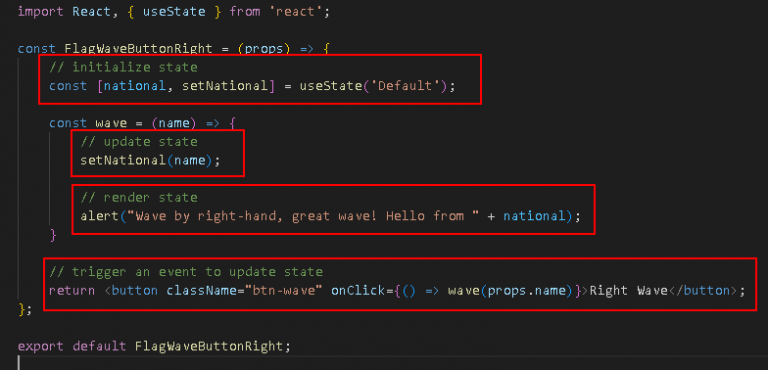 import React, { useState } from 'react';
const FlagWaveButtonRight = (props) => {
// initialize state
const [national, setNational] = useState('Default');
const wave = (name) => {
// update state
setNational(name);
// render state
alert("Wave by right-hand, great wave! Hello from " + national);
}
// trigger an event to update state
return <button className="btn-wave" onClick={() => wave(props.name)}>Right Wave</button>;
};
export default FlagWaveButtonRight;